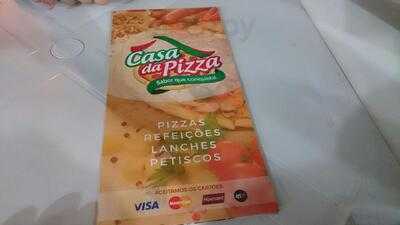 Casa
da Pizza
Sabor que conquista!
PIZZAS
REFEIÇÕES
LANCHES
PETISCOS
ACEITAMOS OS CARTÕES
VISA